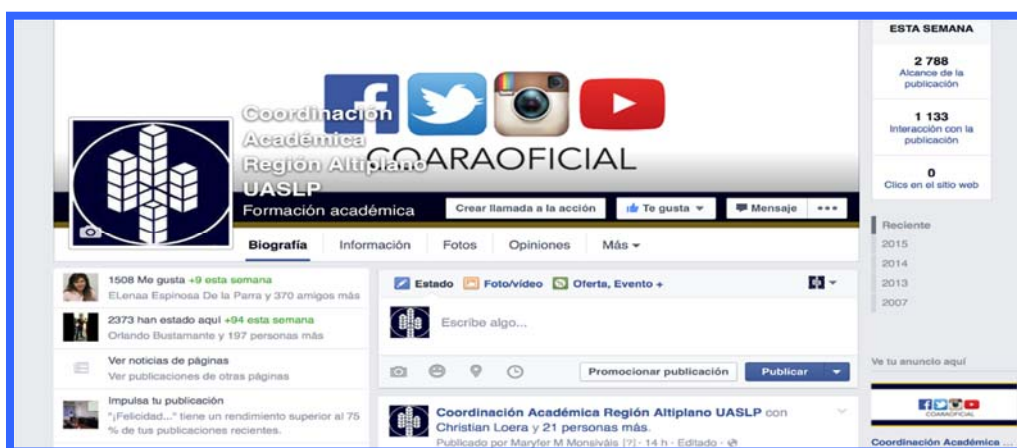 Coordinación
Académica
Región Altiplano
UASLP
COARAOFICIAL
Formación académica
Crear llamada a la acción
Te gusta
Mensaje
Biografía Información Fotos Opiniones Más
1508 Me gusta +9 esta semana
ELenaa Espinosa De la Parra y 370 amigos más
2373 han estado aquí +94 esta semana
Orlando Bustamante y 197 personas más
Ver noticias de páginas
Ver publicaciones de otras páginas
Impulsa tu publicación
"¡Felicidad..." tiene un rendimiento superior al 75
% de tus publicaciones recientes.
Estado Foto/vídeo Oferta, Evento +
Escribe algo...
Promocionar publicación Publicar
Coordinación Académica Región Altiplano UASLP con
Christian Loera y 21 personas más.
Publicado por Maryfer M Monsiváis [?] · 14 h · Editado ·
ESTA SEMANA
2 788
Alcance de la
publicación
1 133
Interacción con la
publicación
0
Clics en el sitio web
Reciente
2015
2014
2013
2007
Ve tu anuncio aquí
COARAOFICIAL
Coordinación Académica ...